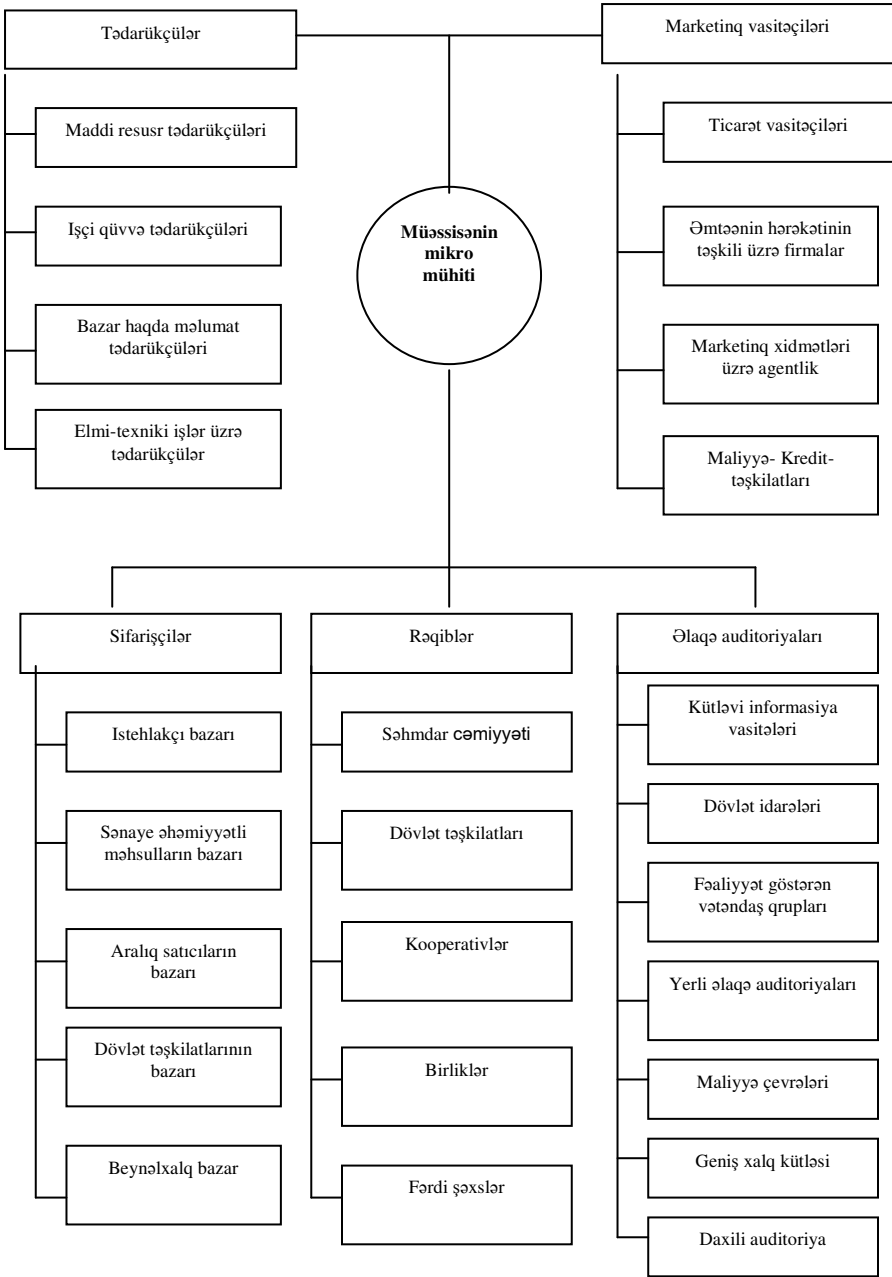 Tədarükçülər
Marketinq vasitəçiləri
Maddi resusr tədarükçüləri
Işçi qüvvə tədarükçüləri
Bazar haqda məlumat
tədarükçüləri
Elmi-texniki işlər üzrə
tədarükçülər
Müəssisənin
mikro
mühiti
Ticarət vasitəçiləri
Əmtəənin hərəkətinin
təşkili üzrə firmalar
Marketinq xidmətləri
üzrə agentlik
Maliyyə- Kredit-
təşkilatları
Sifarişçilər
Istehlakçı bazarı
Sənaye əhəmiyyətli
məhsulların bazarı
Aralıq satıcıların
bazarı
Dövlət təşkilatlarının
bazarı
Beynəlxalq bazar
Rəqiblər
Səhmdar cəmiyyəti
Dövlət təşkilatları
Kooperativlər
Birliklər
Fərdi şəxslər
Əlaqə auditoriyaları
Kütləvi informasiya
vasitələri
Dövlət idarələri
Fəaliyyət göstərən
vətəndaş qrupları
Yerli əlaqə auditoriyaları
Maliyyə çevrələri
Geniş xalq kütləsi
Daxili auditoriya